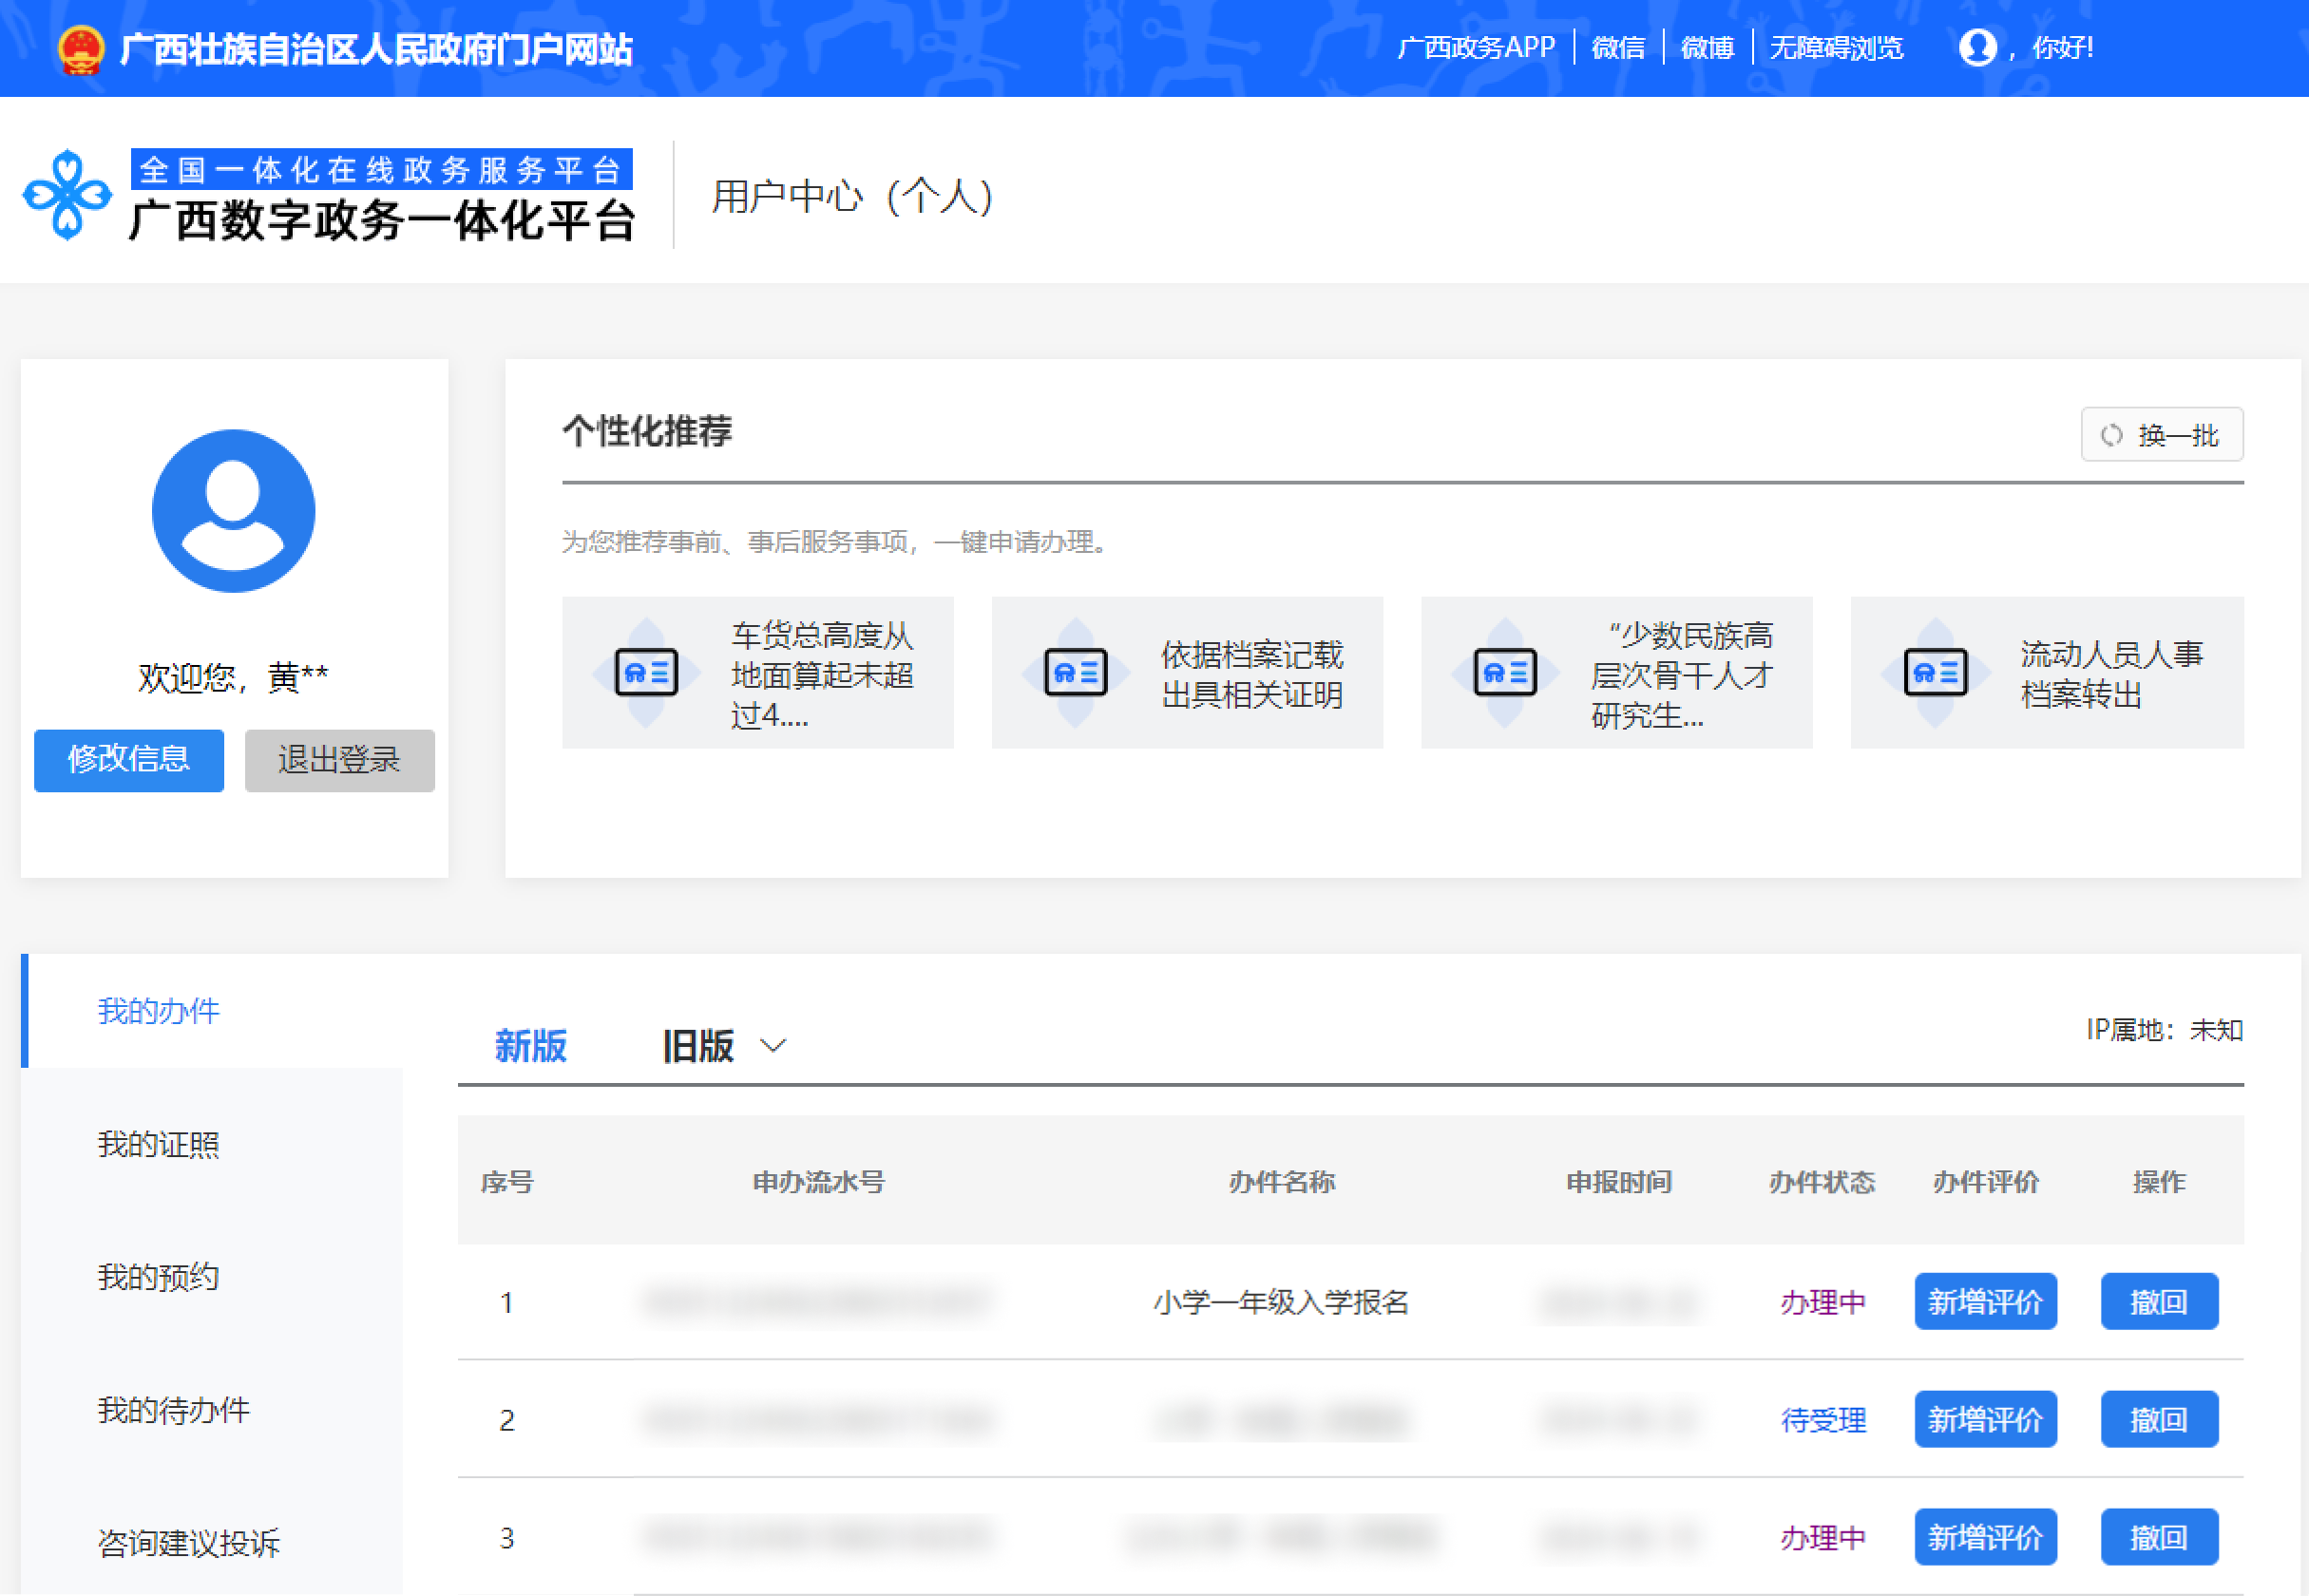 广西壮族自治区人民政府门户网站
广西政务APP 微信 微博 无障碍浏览 ，你好!
全国一体化在线政务服务平台
广西数字政务一体化平台
用户中心（个人）
欢迎您，黄**
修改信息 退出登录
个性化推荐
换一批
为您推荐事前、事后服务事项，一键申请办理。
车货总高度从
地面算起未超
过4....
依据档案记载
出具相关证明
“少数民族高
层次骨干人才
研究生...
流动人员人事
档案转出
我的办件
我的证照
我的预约
我的待办件
咨询建议投诉
新版 旧版
IP属地：未知
序号 申办流水号 办件名称 申报时间 办件状态 办件评价 操作
1 小学一年级入学报名 办理中 新增评价 撤回
2 待受理 新增评价 撤回
3 办理中 新增评价 撤回